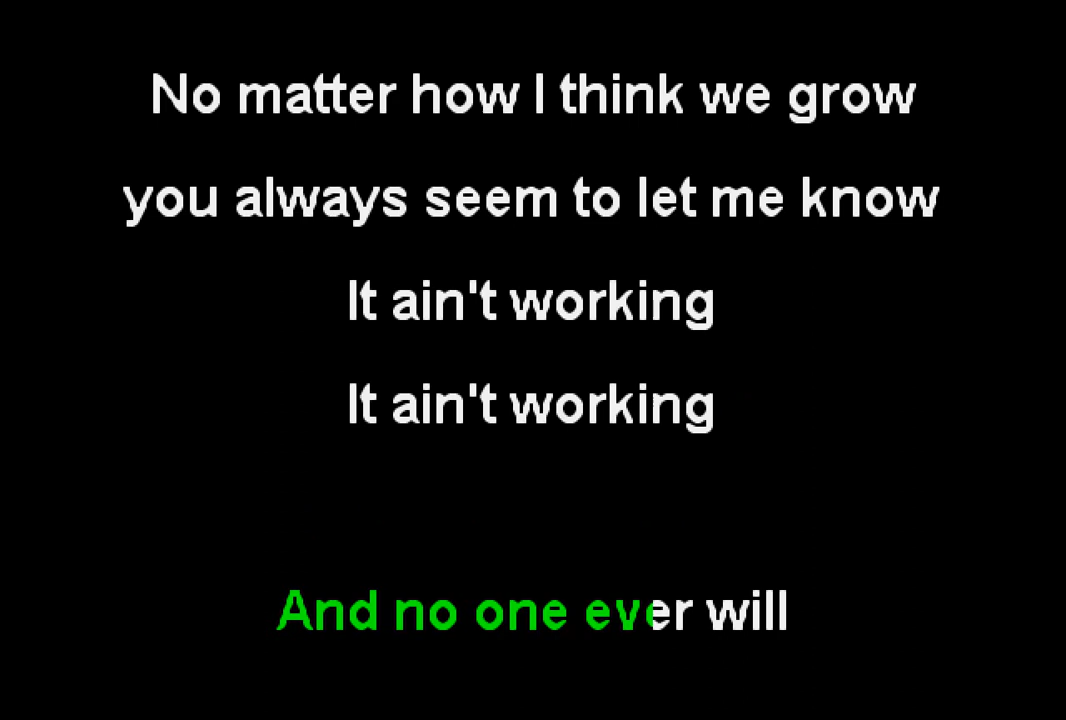 No matter how I think we grow
you always seem to let me know
It ain't working
It ain't working
And no one ever will